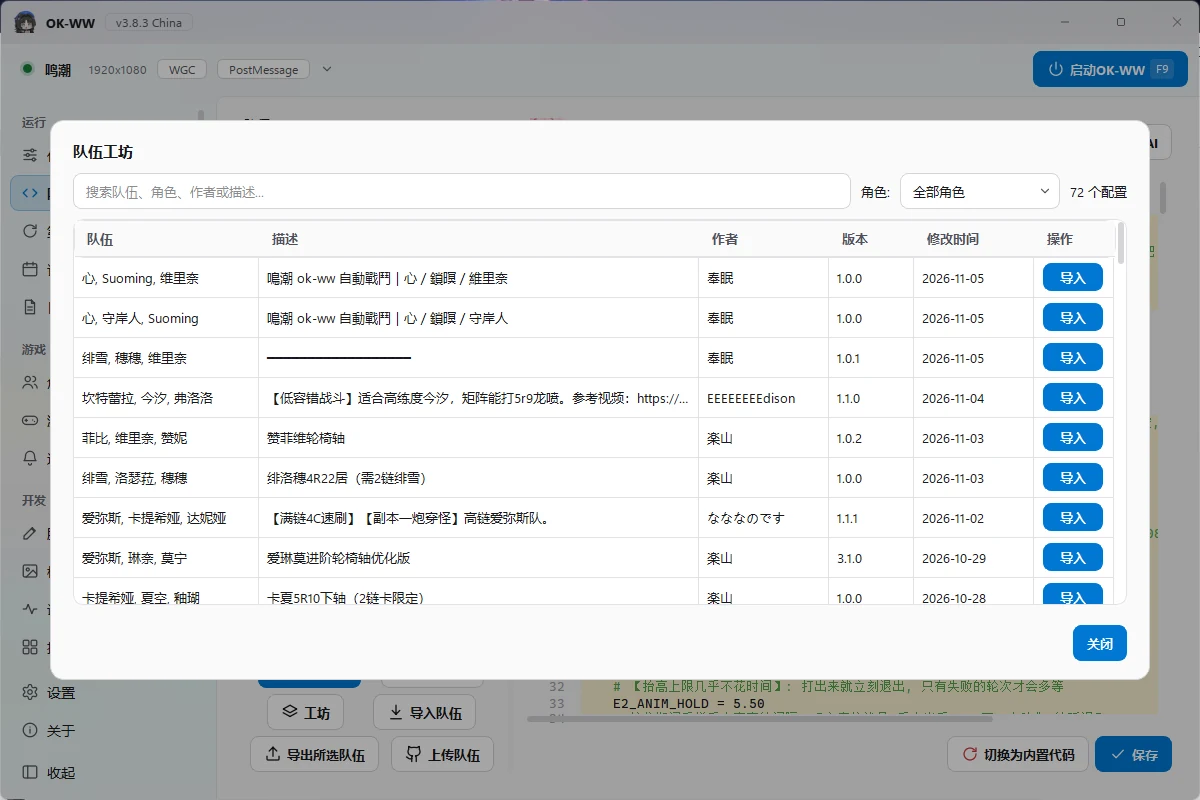 OK-WW v3.8.3 China
鸣潮 1920x1080 WGC PostMessage 启动OK-WW F9
运行
AI
队伍工坊
搜索队伍、角色、作者或描述... 角色: 全部角色 72 个配置
队伍 描述 作者 版本 修改时间 操作
心, Suoming, 维里奈 鳴潮 ok-ww 自動戰鬥 | 心 / 鎖暝 / 維里奈 奉眠 1.0.0 2026-11-05 导入
心, 守岸人, Suoming 鳴潮 ok-ww 自動戰鬥 | 心 / 鎖暝 / 守岸人 奉眠 1.0.0 2026-11-05 导入
绯雪, 穗穗, 维里奈 ━━━━━━━━━━━━ 奉眠 1.0.1 2026-11-05 导入
坎特蕾拉, 今汐, 弗洛洛 【低容错战斗】适合高练度今汐，矩阵能打5r9龙喷。参考视频：https://... EEEEEEEEdison 1.1.0 2026-11-04 导入
菲比, 维里奈, 赞妮 赞菲维轮椅轴 楽山 1.0.2 2026-11-03 导入
绯雪, 洛瑟菈, 穗穗 绯洛穗4R22居（需2链绯雪） 楽山 1.0.0 2026-11-03 导入
爱弥斯, 卡提希娅, 达妮娅 【满链4C速刷】【副本一炮穿怪】高链爱弥斯队。 なななのです 1.1.1 2026-11-02 导入
爱弥斯, 琳奈, 莫宁 爱琳莫进阶轮椅轴优化版 楽山 3.1.0 2026-10-29 导入
卡提希娅, 夏空, 釉瑚 卡夏5R10下轴（2链卡限定） 楽山 1.0.0 2026-10-28 导入
关闭
游戏
开发
设置
关于
收起
工坊 导入队伍
导出所选队伍 上传队伍
32 # 【抬高上限几乎不花时间】: 打出来就立刻退出, 只有失败的轮次才会多等
33 E2_ANIM_HOLD = 5.50
切换为内置代码 保存